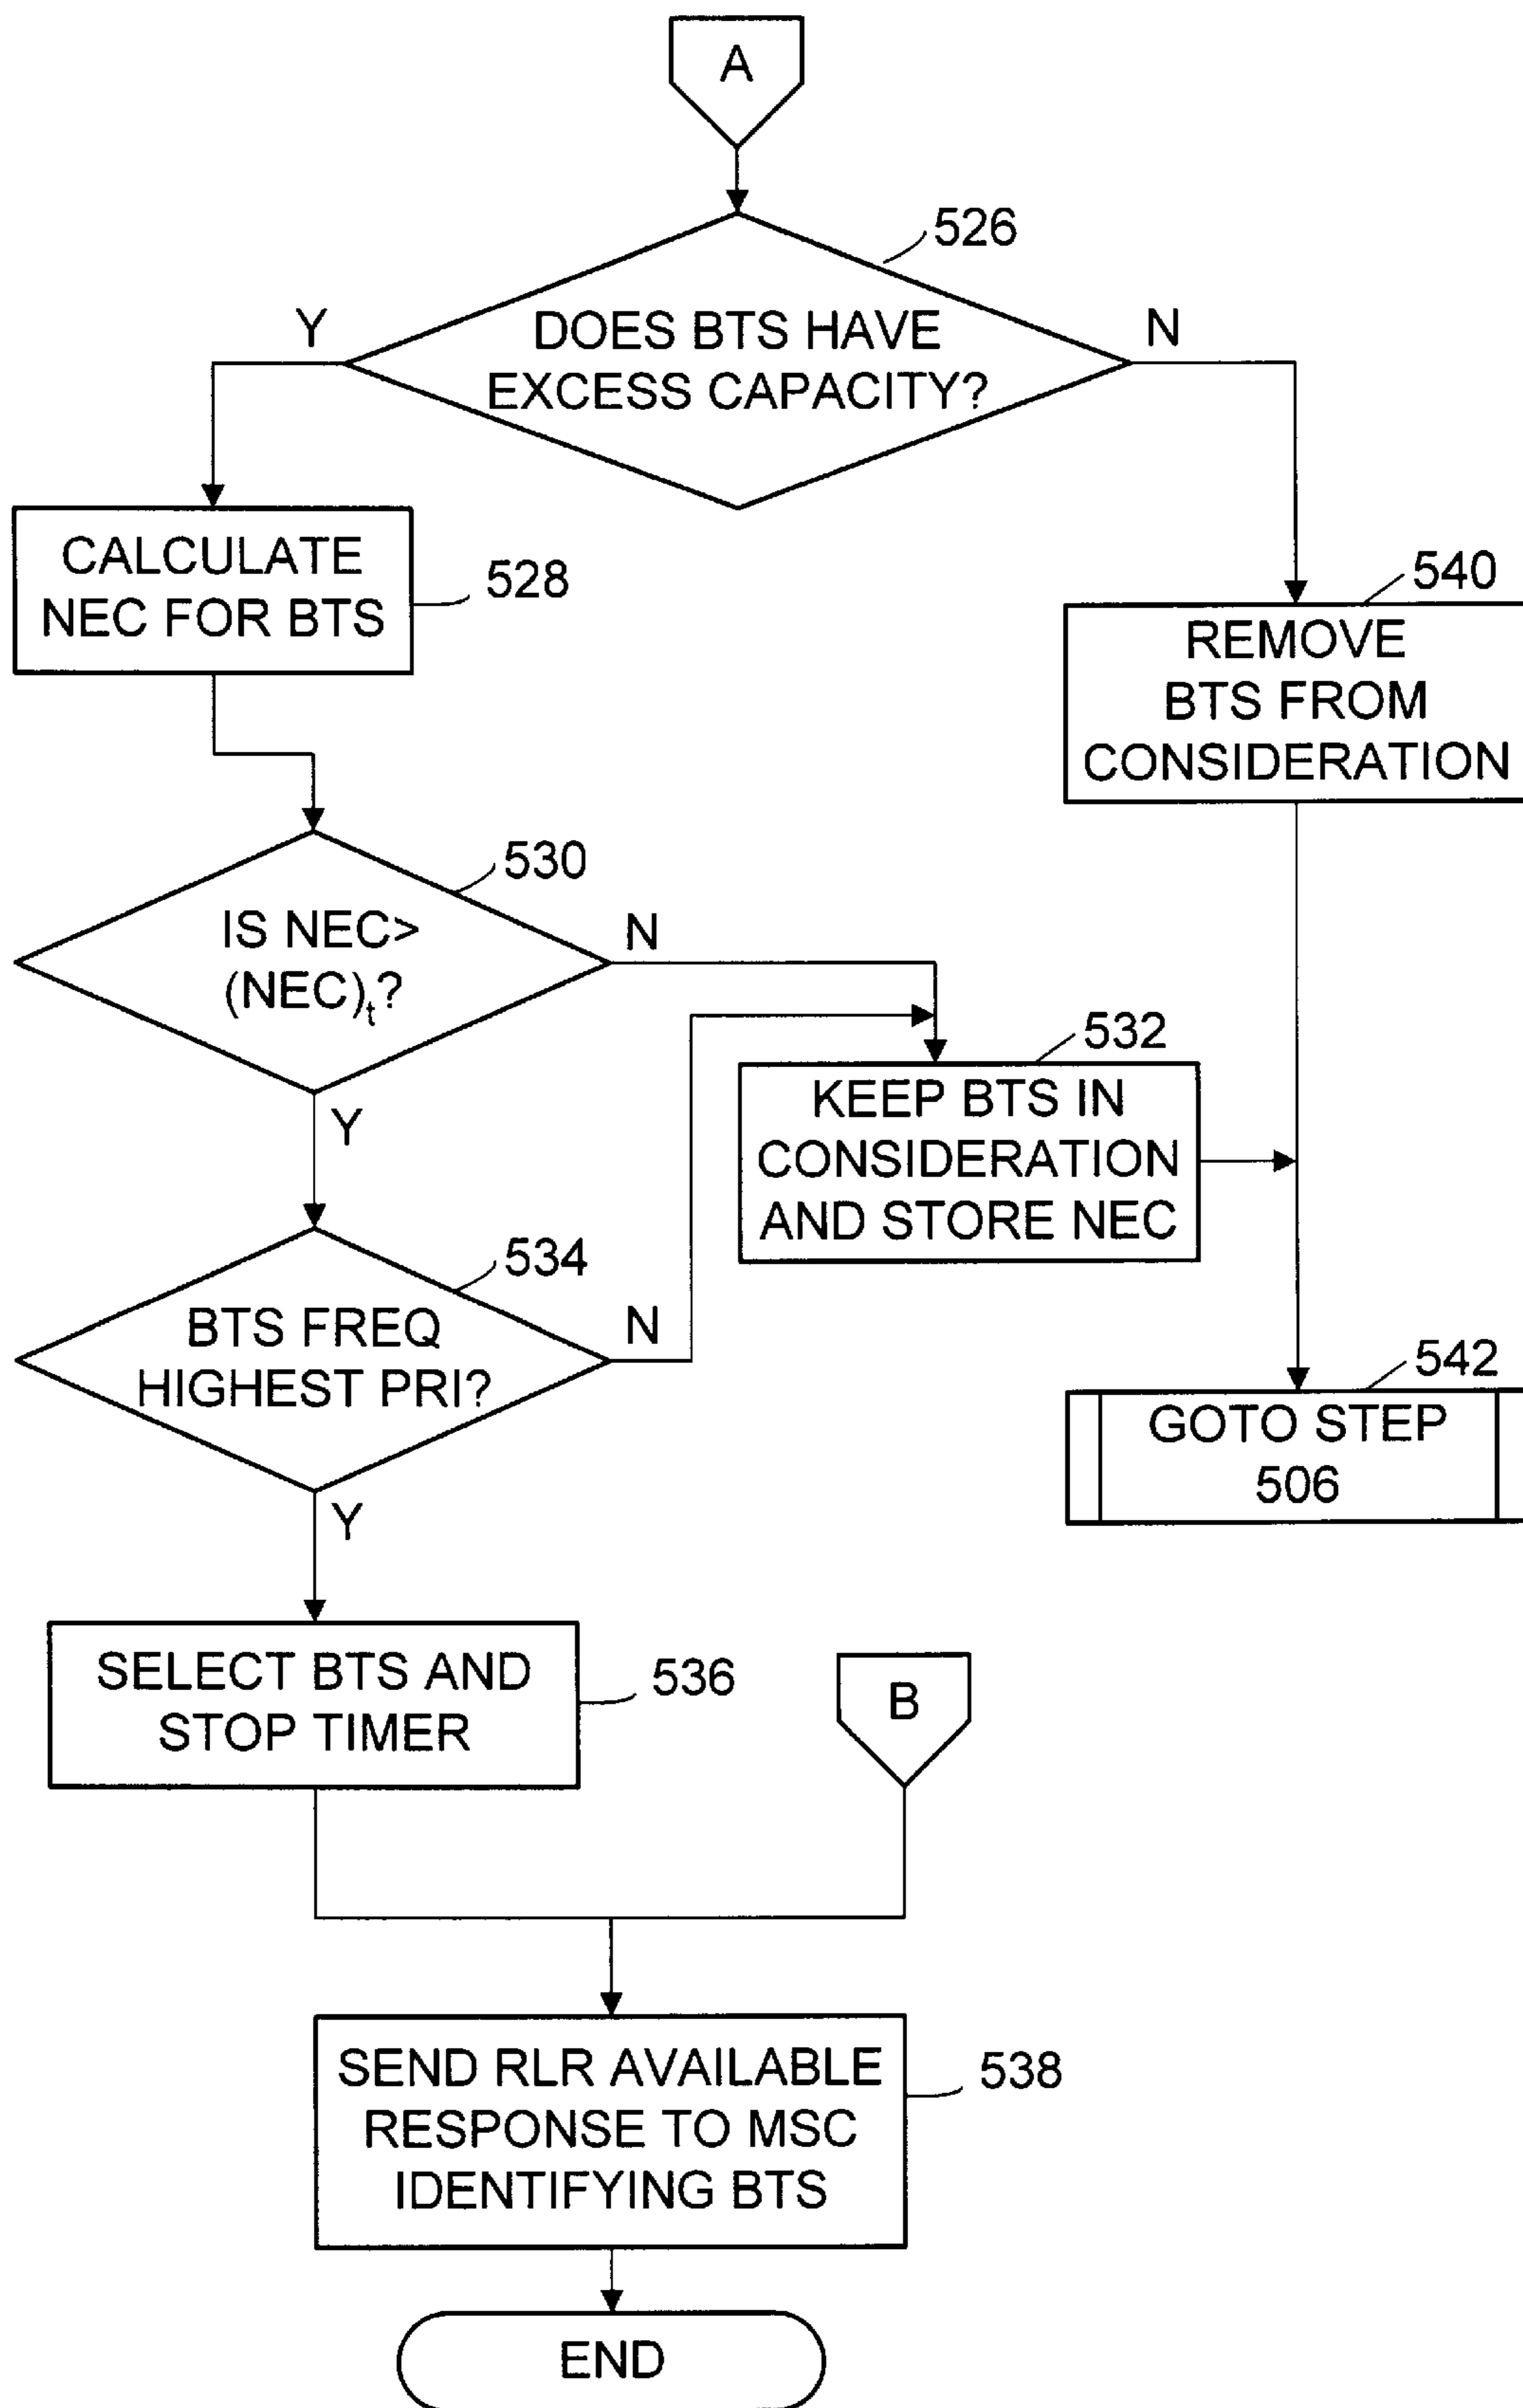 A
526
DOES BTS HAVE
EXCESS CAPACITY?
Y
N
CALCULATE
NEC FOR BTS
528
540
REMOVE
BTS FROM
CONSIDERATION
530
IS NEC>
(NEC)t?
N
Y
532
KEEP BTS IN
CONSIDERATION
AND STORE NEC
534
BTS FREQ
HIGHEST PRI?
N
Y
542
GOTO STEP
506
SELECT BTS AND
STOP TIMER
536
B
SEND RLR AVAILABLE
RESPONSE TO MSC
IDENTIFYING BTS
538
END